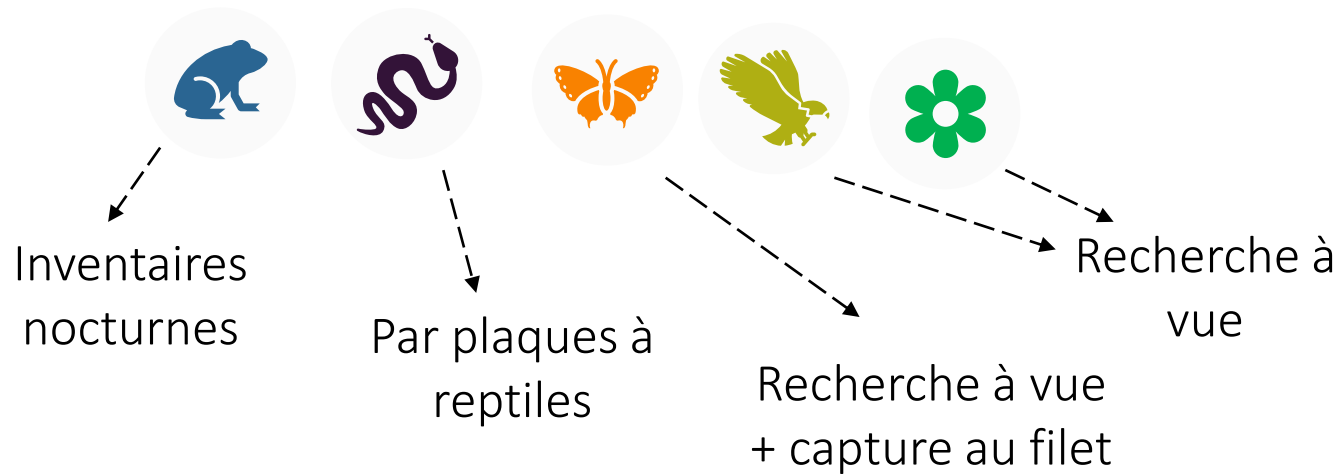 Inventaires
nocturnes
Par plaques à
reptiles
Recherche à vue
+ capture au filet
Recherche à
vue